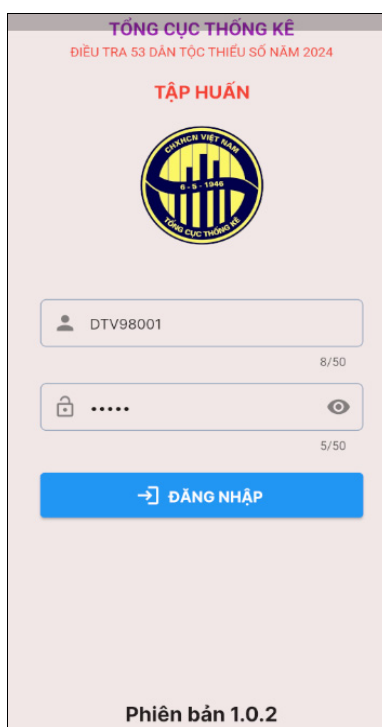 TỔNG CỤC THỐNG KÊ
ĐIỀU TRA 53 DÂN TỘC THIỂU SỐ NĂM 2024
TẬP HUẤN
CHXHCN VIỆT NAM
6 - 5 - 1946
TỔNG CỤC THỐNG KÊ
DTV98001
8/50
•••••
5/50
ĐĂNG NHẬP
Phiên bản 1.0.2